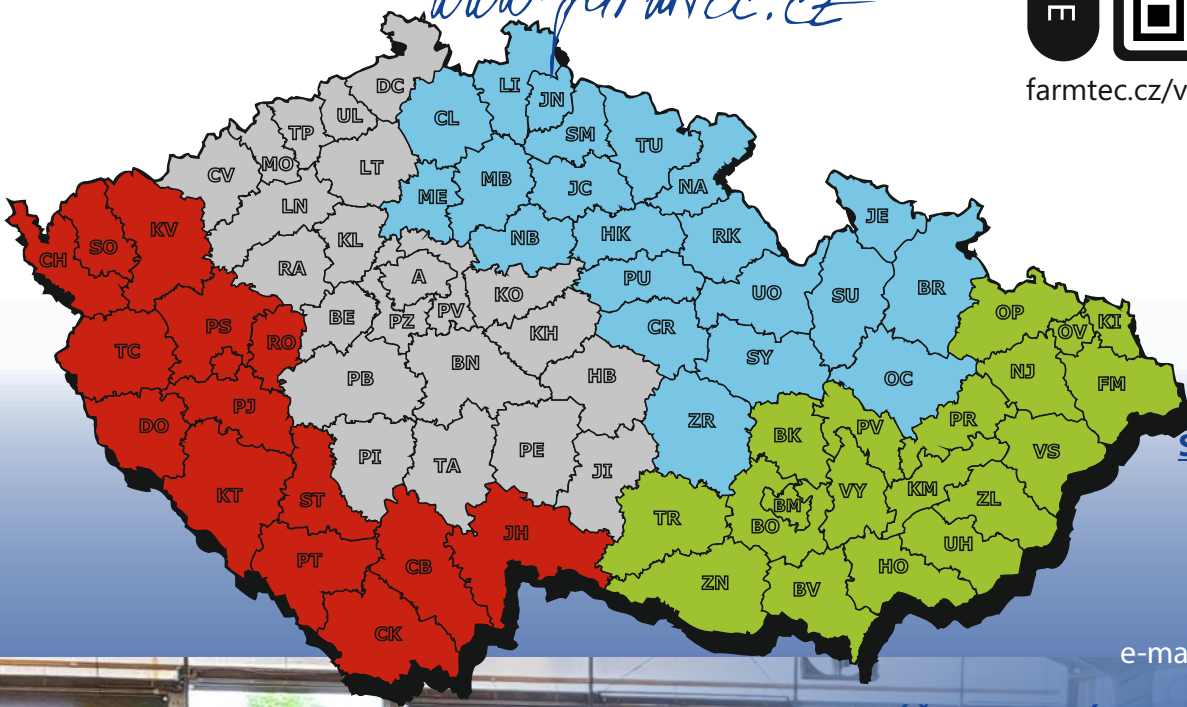 www.farmtec.cz
E
farmtec.cz/v
DC
LI
JN
UL
CL
TP
SM
TU
MO
LT
CV
MB
JC
NA
ME
LN
KV
KL
NB
HK
RK
JE
SO
CH
RA
A
KO
PU
UO
SU
BR
BE
PZ
PV
OP
KI
OV
PS
RO
KH
CR
SY
TC
BN
HB
OC
NJ
FM
PB
PJ
DO
ZR
BK
PV
PR
VS
S
PI
TA
PE
JI
KT
ST
VY
KM
ZL
BM
BO
TR
JH
UH
PT
CB
HO
ZN
BV
CK
e-ma